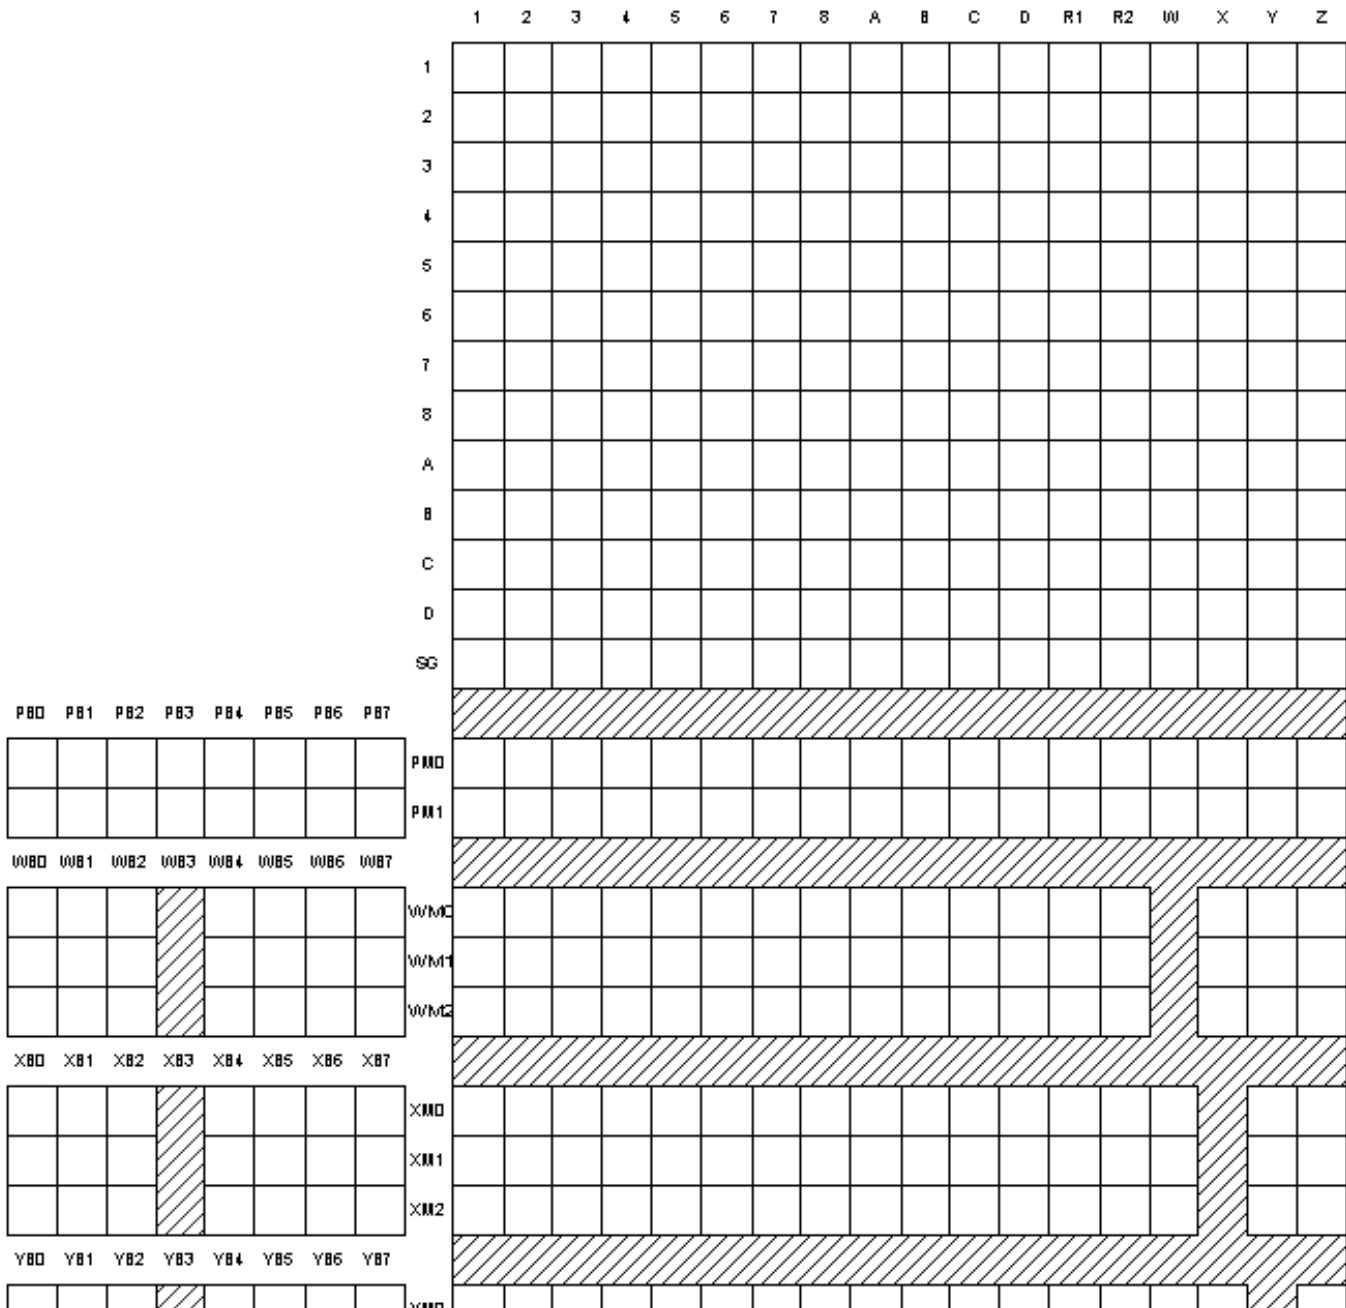 1 2 3 4 5 6 7 8 A B C D R1 R2 W X Y Z
1
2
3
4
5
6
7
8
A
B
C
D
SG
PB0 PB1 PB2 PB3 PB4 PB5 PB6 PB7
PM0
PM1
WB0 WB1 WB2 WB3 WB4 WB5 WB6 WB7
WM0
WM1
WM2
XB0 XB1 XB2 XB3 XB4 XB5 XB6 XB7
XM0
XM1
XM2
YB0 YB1 YB2 YB3 YB4 YB5 YB6 YB7
YM0